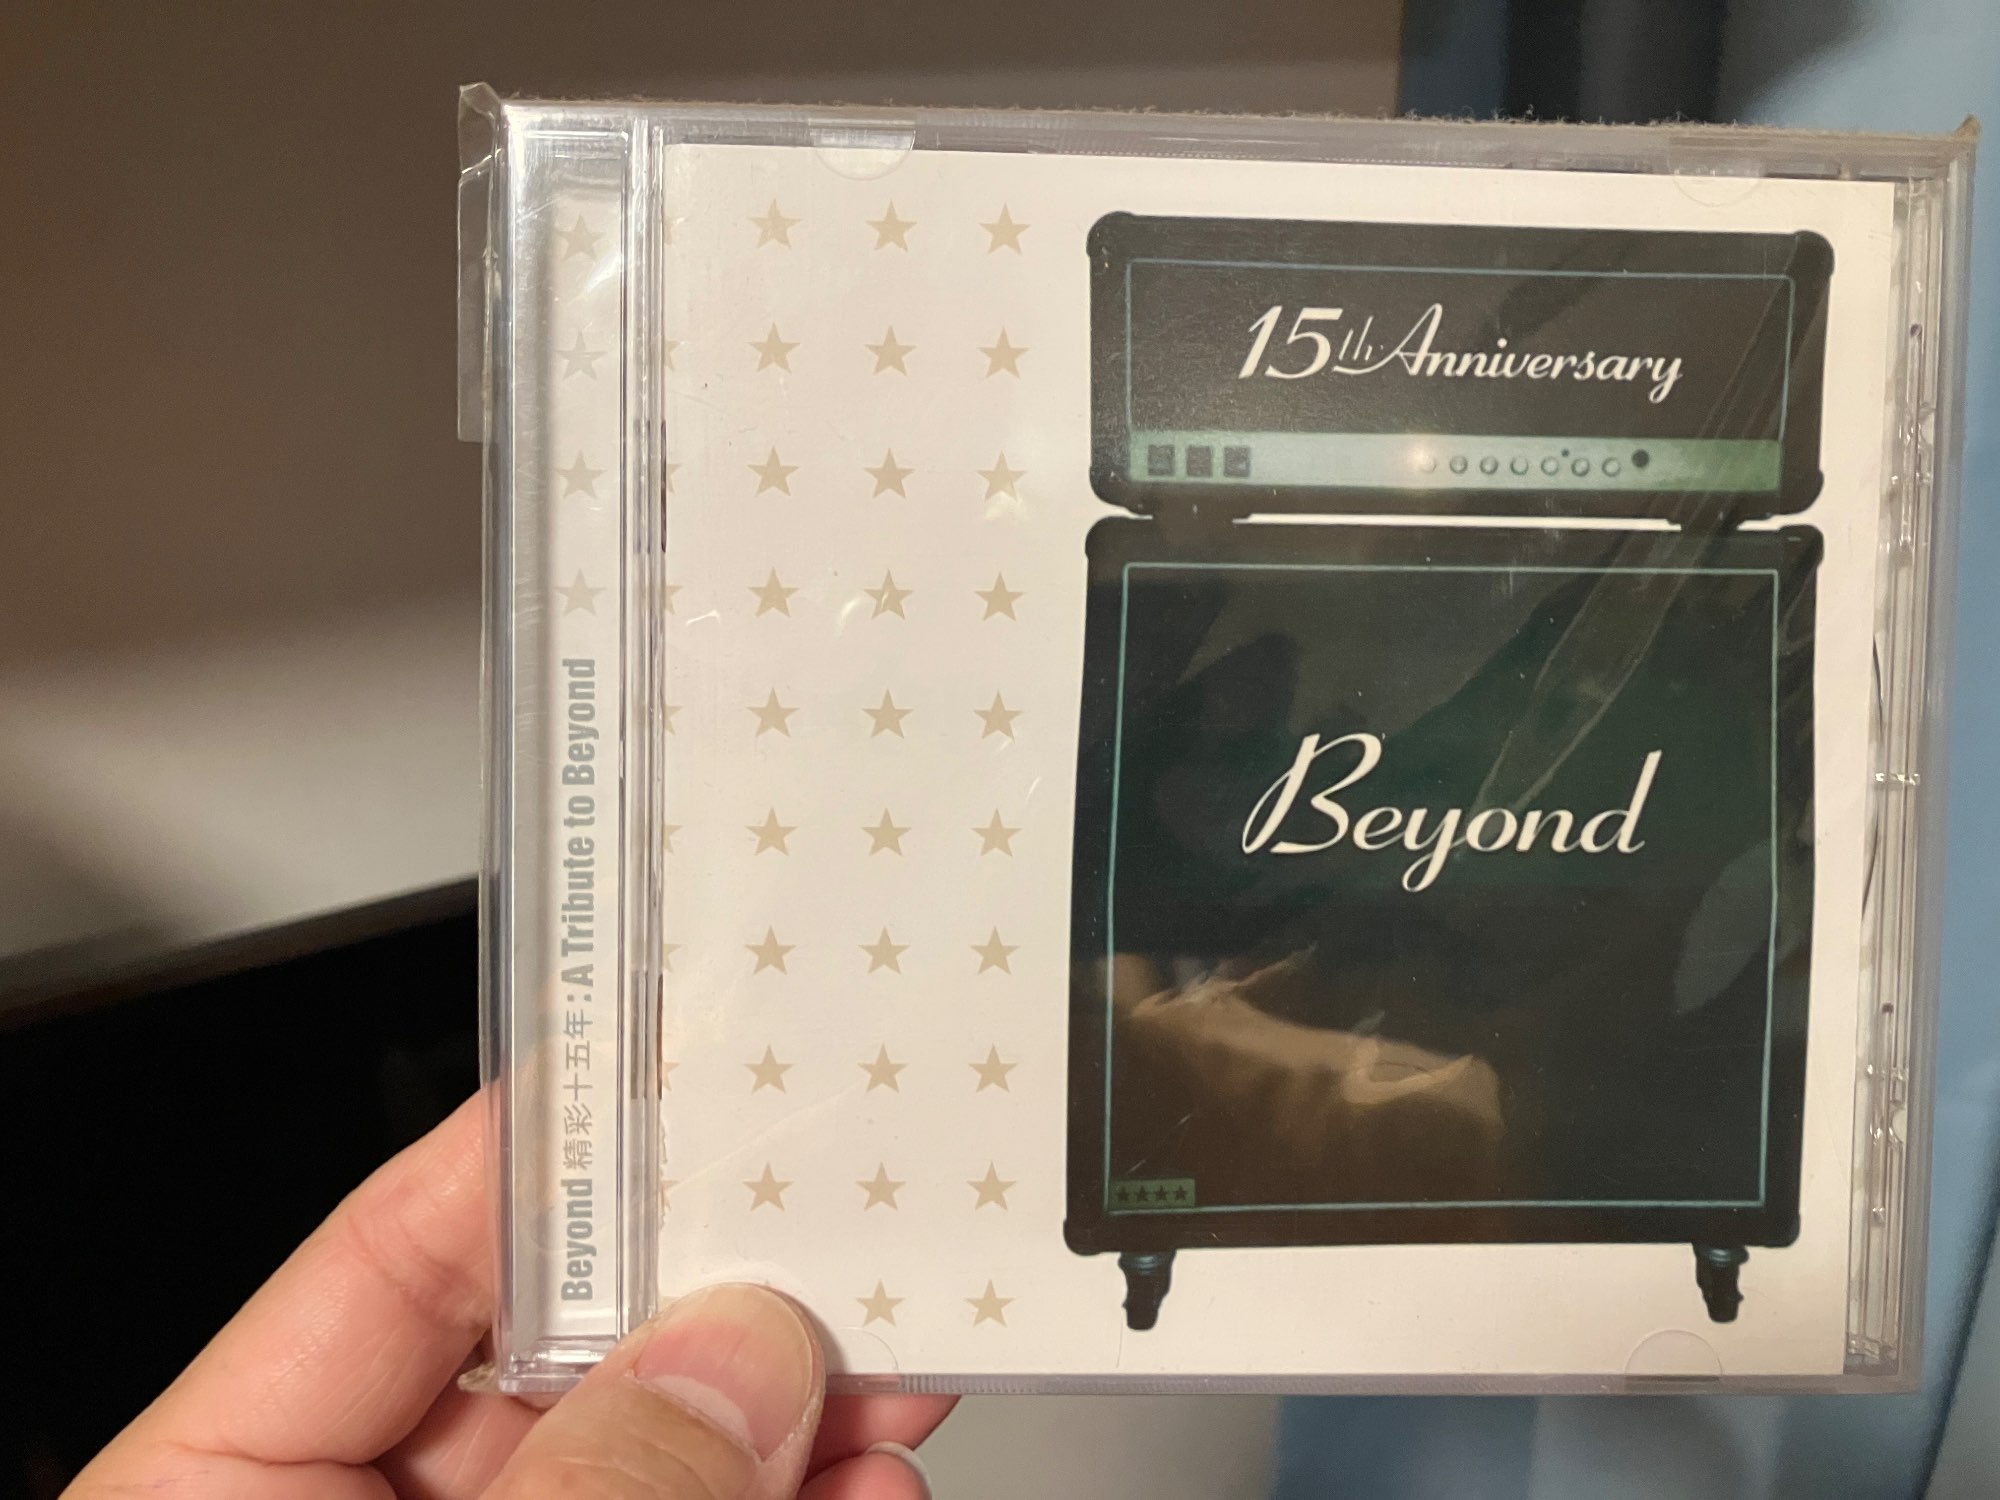 Beyond 精彩十五年 : A Tribute to Beyond
15th Anniversary
Beyond